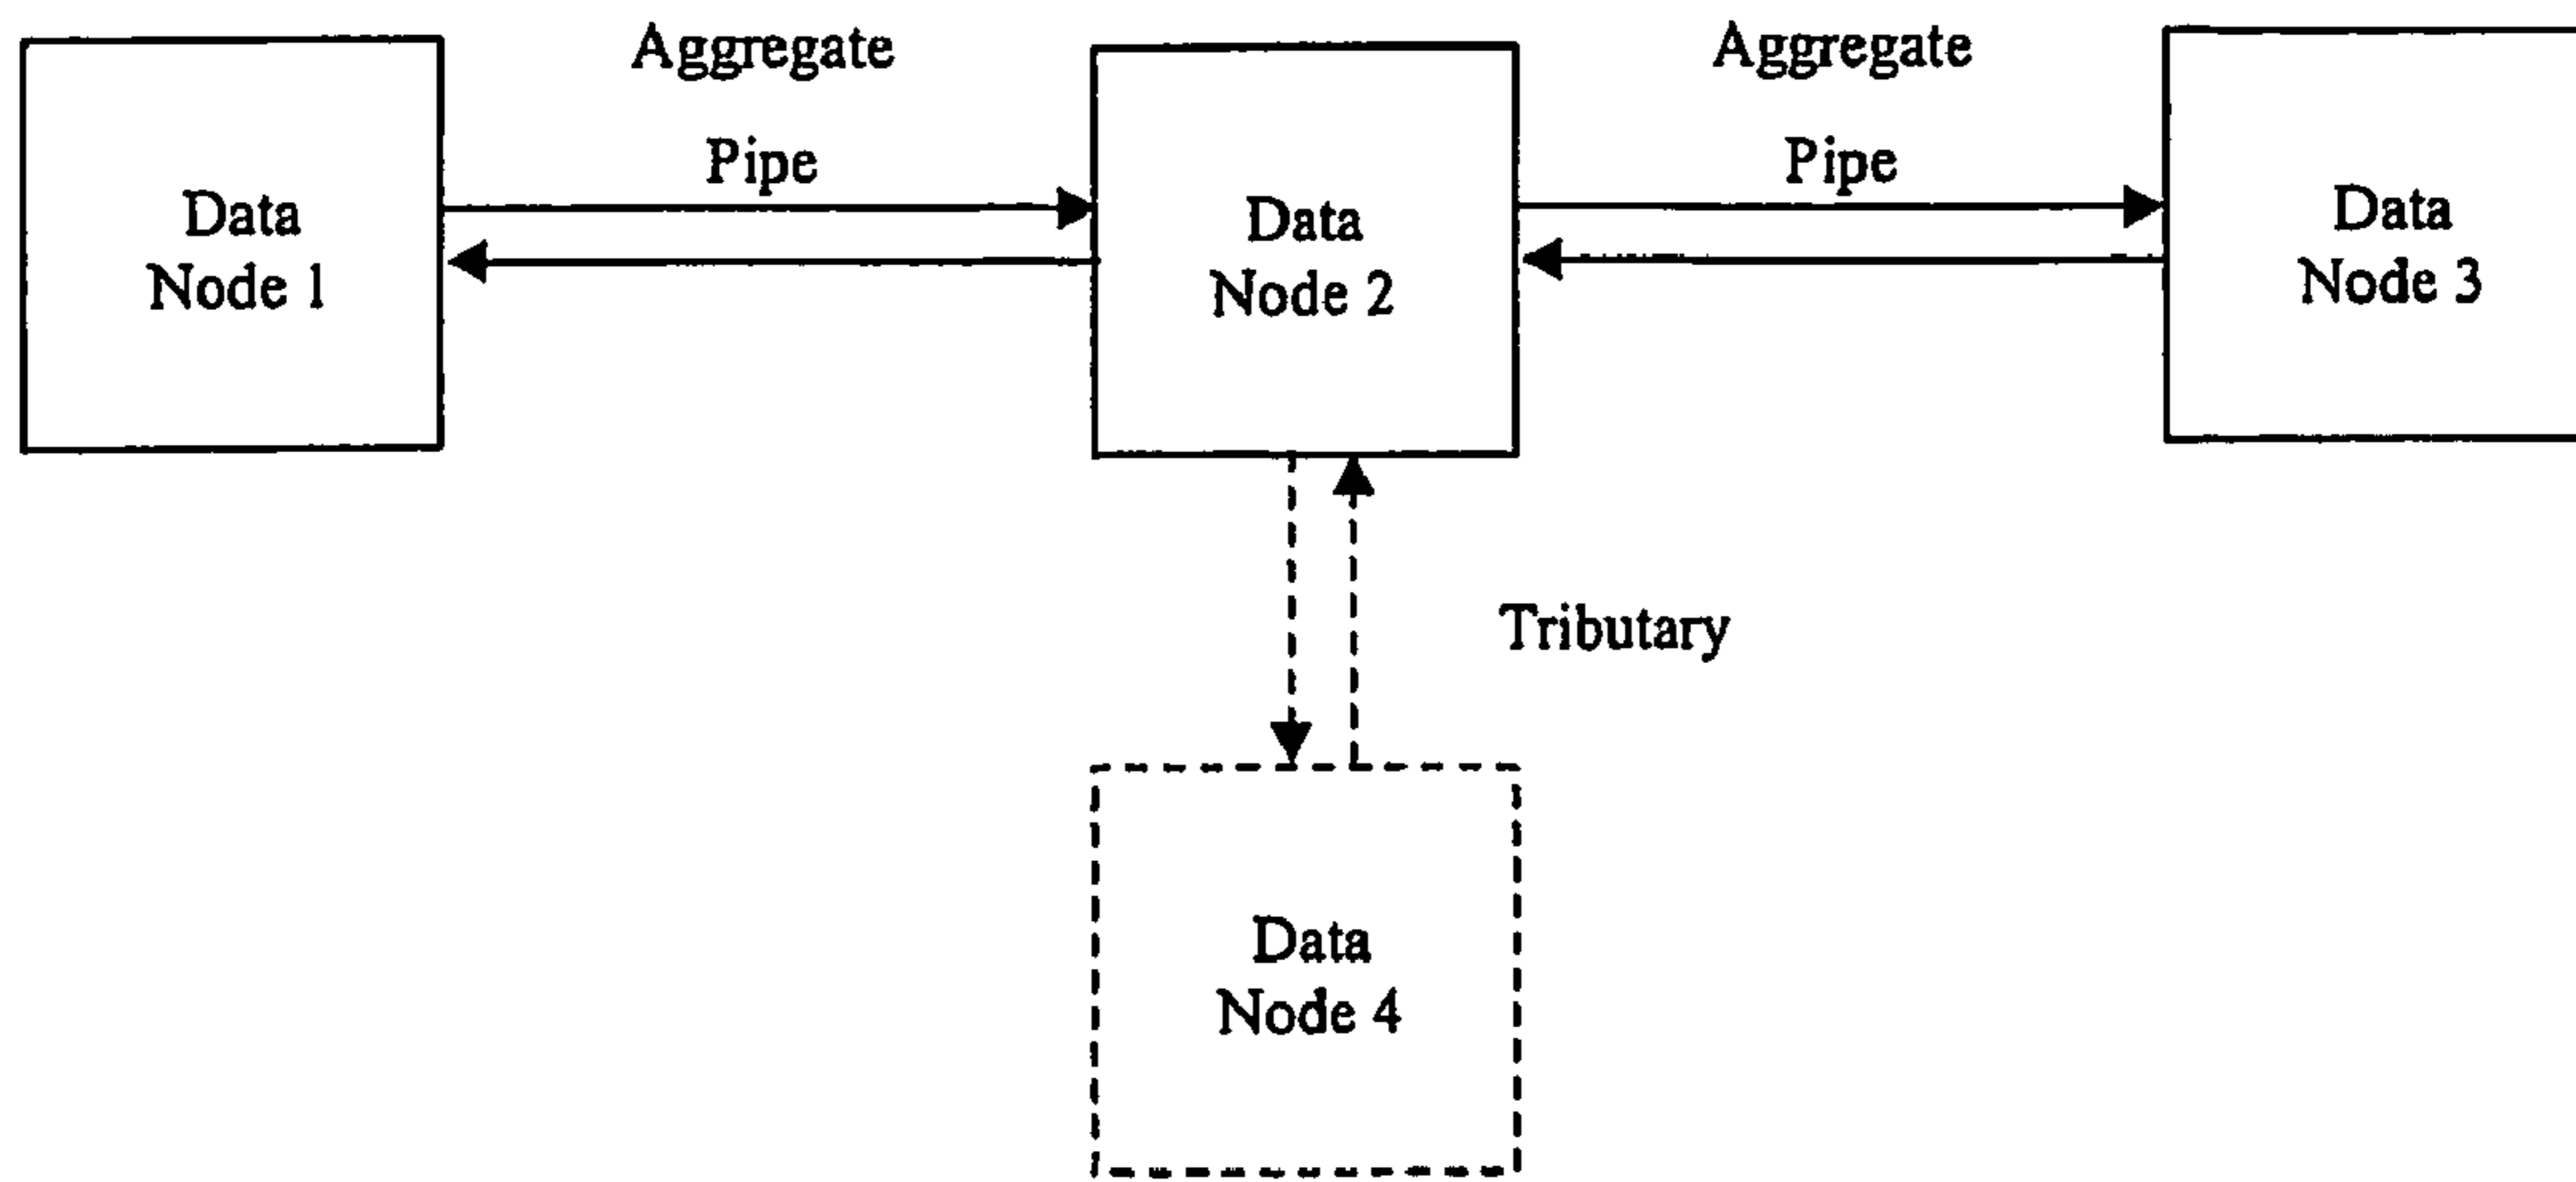 Aggregate
Pipe
Aggregate
Pipe
Data
Node 1
Data
Node 2
Data
Node 3
Tributary
Data
Node 4